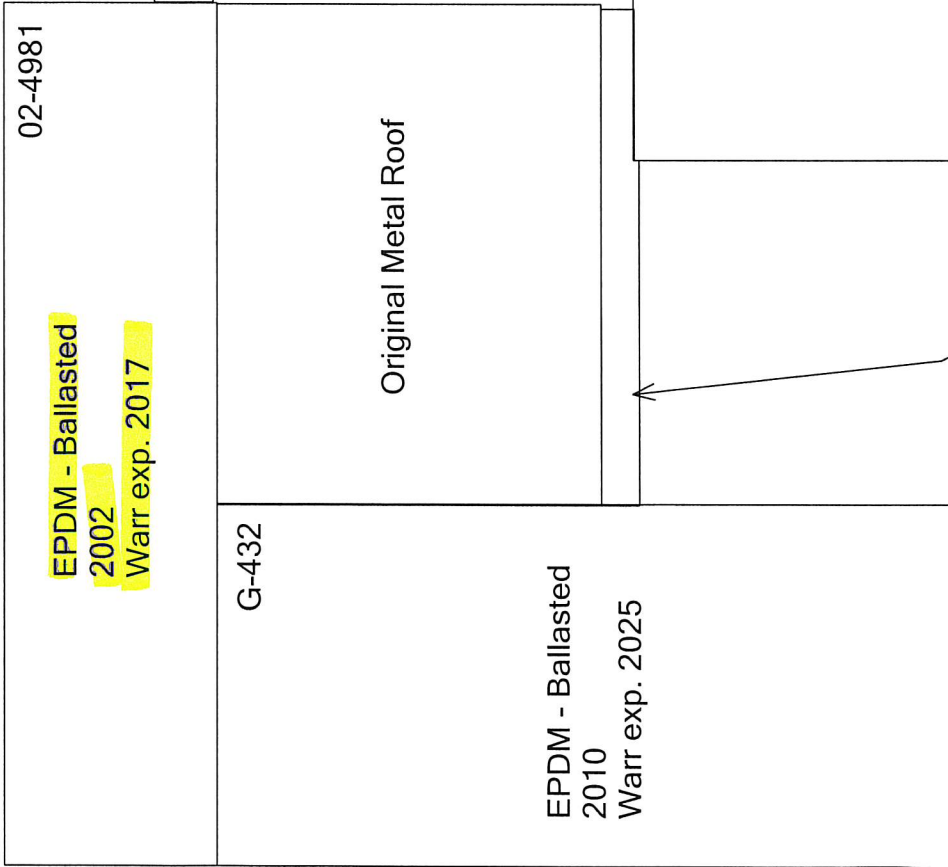 02-4981
EPDM - Ballasted
2002
Warr exp. 2017
Original Metal Roof
G-432
EPDM - Ballasted
2010
Warr exp. 2025